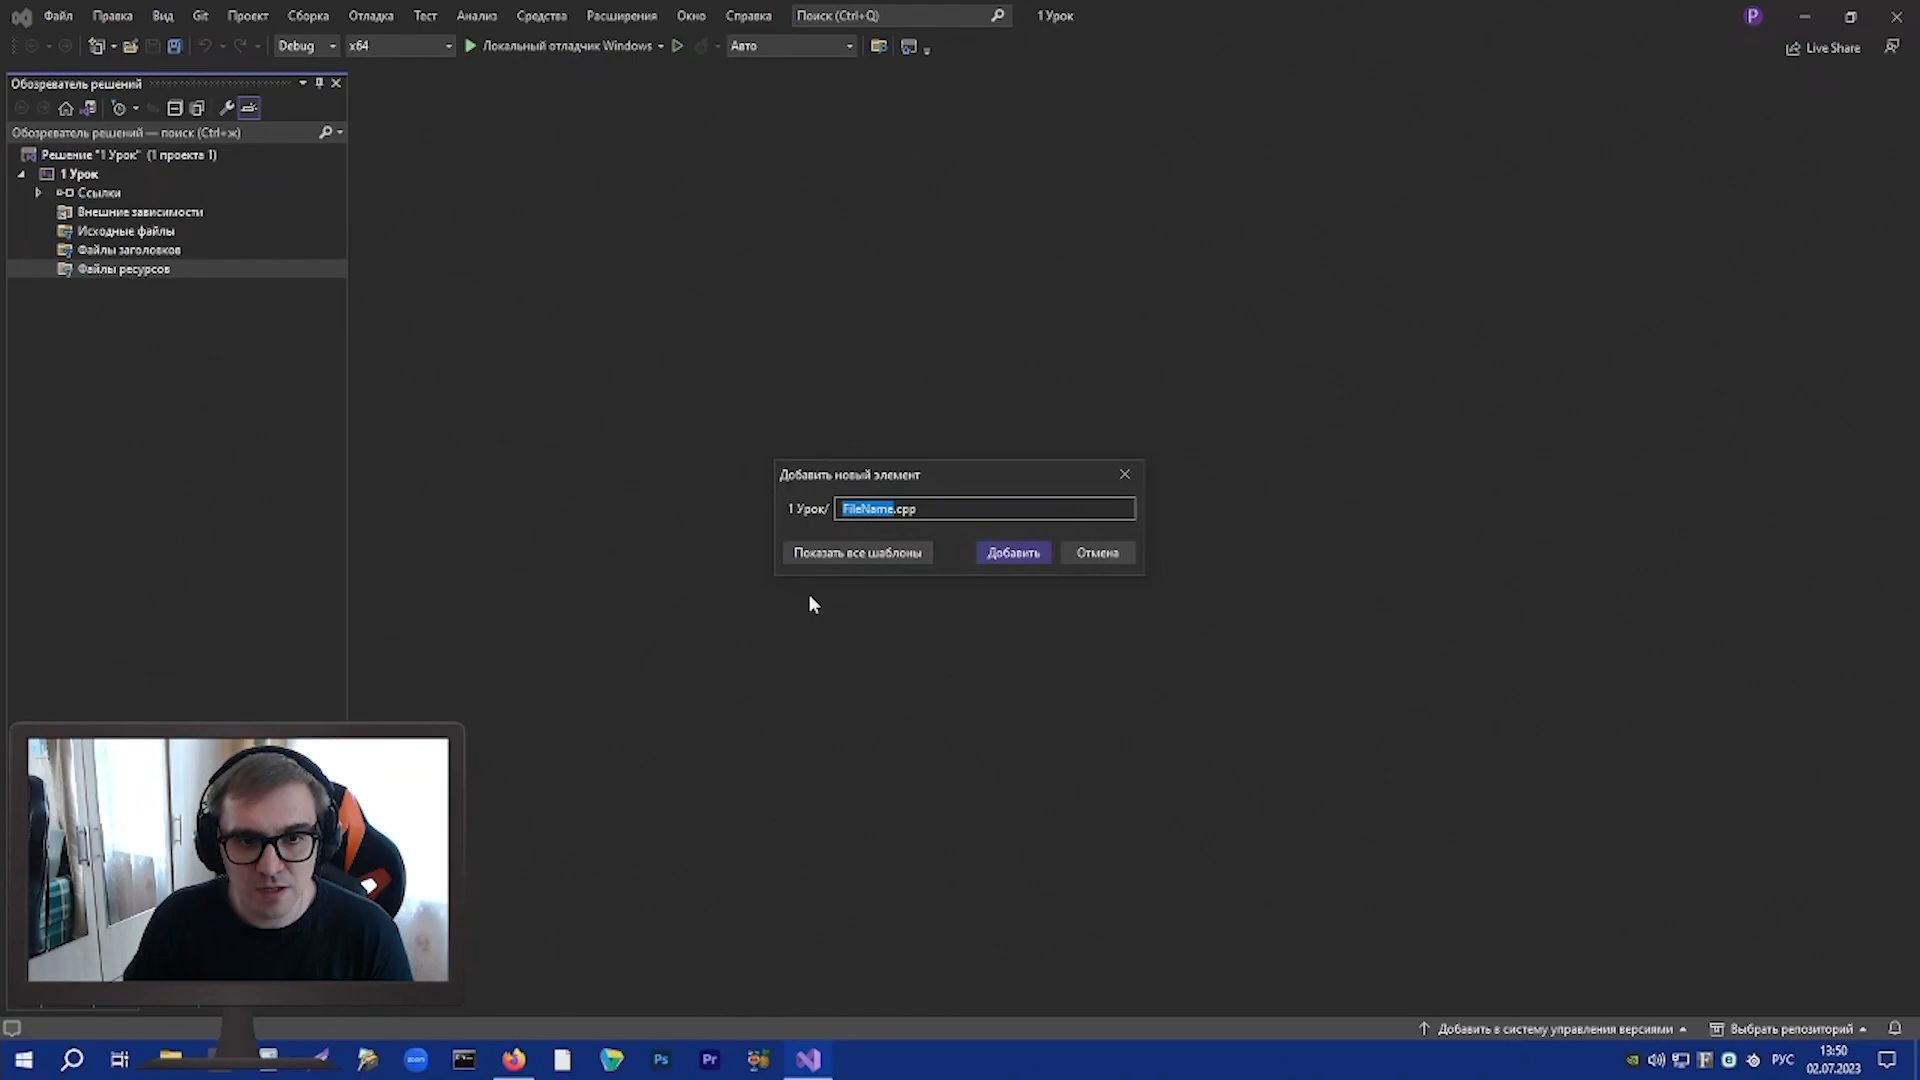 Файл Правка Вид Git Проект Сборка Отладка Тест Анализ Средства Расширения Окно Справка Поиск (Ctrl+Q) 1 Урок P
Debug x64 Локальный отладчик Windows Авто Live Share
Обозреватель решений
Обозреватель решений — поиск (Ctrl+ж)
Решение "1 Урок" (1 проекта 1)
1 Урок
Ссылки
Внешние зависимости
Исходные файлы
Файлы заголовков
Файлы ресурсов
Добавить новый элемент
1 Урок/ FileName.cpp
Показать все шаблоны Добавить Отмена
Добавить в систему управления версиями Выбрать репозиторий
zoom Ps Pr РУС 13:50
02.07.2023